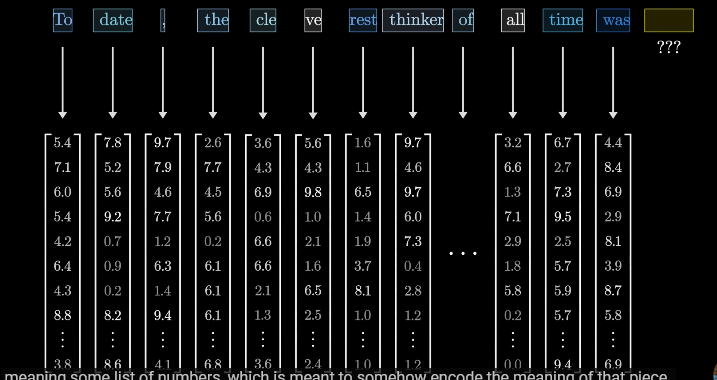 To date , the cle ve rest thinker of all time was
???
5.4 7.8 9.7 2.6 3.6 5.6 1.6 9.7 3.2 6.7 4.4
7.1 5.2 7.9 7.7 4.3 4.3 1.1 4.6 6.6 2.7 8.4
6.0 5.6 4.6 4.5 6.9 9.8 6.5 9.7 1.3 7.3 6.9
5.4 9.2 7.7 5.6 0.6 1.0 1.4 6.0 7.1 9.5 2.9
4.2 0.7 1.2 0.2 6.6 2.1 1.9 7.3 2.9 2.5 8.1
6.4 0.9 6.3 6.1 6.6 1.6 3.7 0.4 ... 1.8 5.7 3.9
4.3 0.2 1.4 6.1 2.1 6.5 8.1 2.8 5.8 5.9 8.7
8.8 8.2 9.4 6.1 1.3 2.5 1.0 1.2 0.2 5.7 5.8
⋮ ⋮ ⋮ ⋮ ⋮ ⋮ ⋮ ⋮ ⋮ ⋮ ⋮
3.8 8.6 4.1 6.8 3.6 2.4 1.0 1.2 0.0 9.4 6.9
meaning some list of numbers, which is meant to somehow encode the meaning of that piece